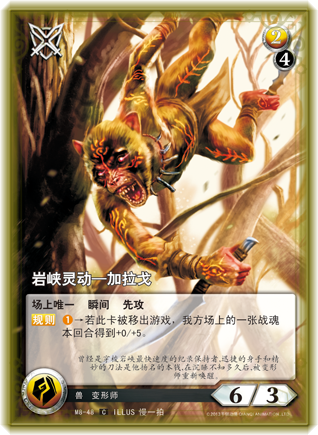 2
4
岩峡灵动—加拉戈
场上唯一 瞬间 先攻
规则 1→若此卡被移出游戏，我方场上的一张战魂
本回合得到+0/+5。
曾经是穿梭岩峡最快速度的纪录保持者,迅捷的身手和精
妙的刀法是他扬名的本钱,在沉睡不知多久后,被变形
师重新唤醒。
6/3
兽 变形师
M8-48 C ILLUS 慢一拍